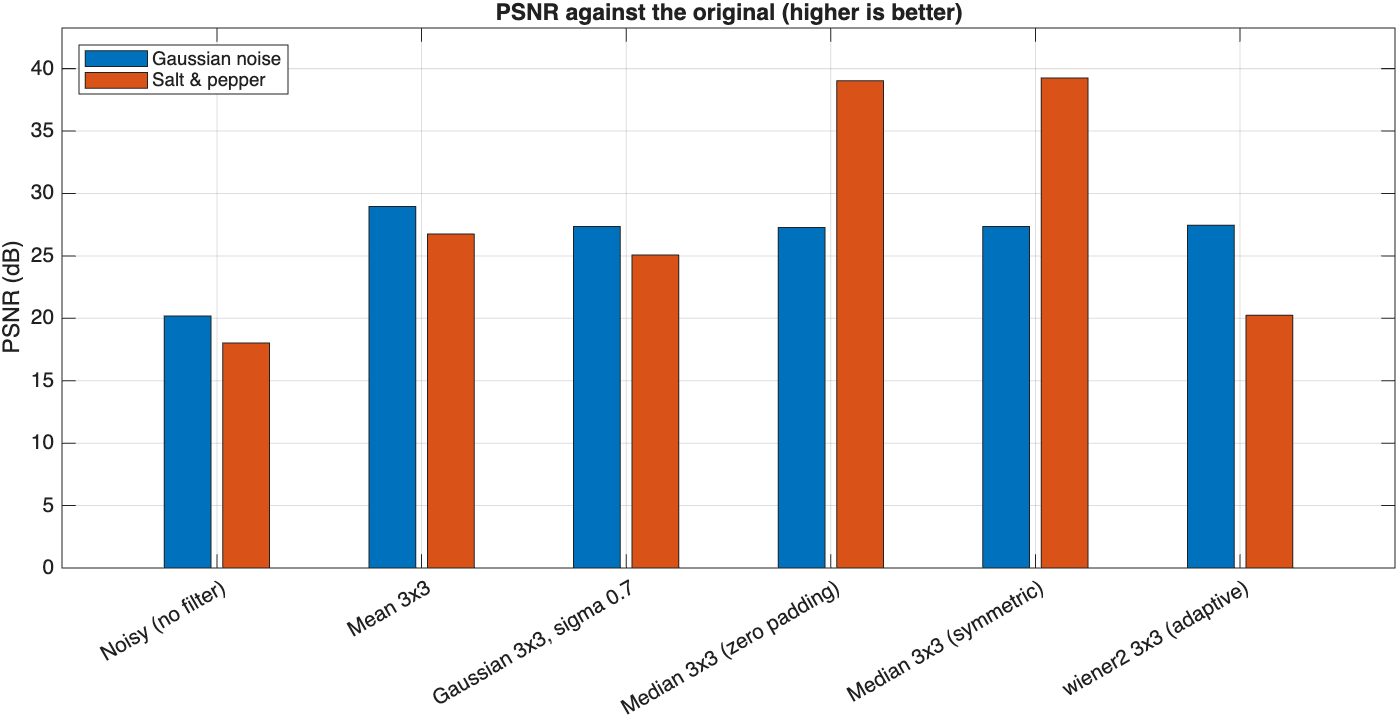 PSNR against the original (higher is better)
Gaussian noise
Salt & pepper
PSNR (dB)
40
35
30
25
20
15
10
5
0
Noisy (no filter)
Mean 3x3
Gaussian 3x3, sigma 0.7
Median 3x3 (zero padding)
Median 3x3 (symmetric)
wiener2 3x3 (adaptive)